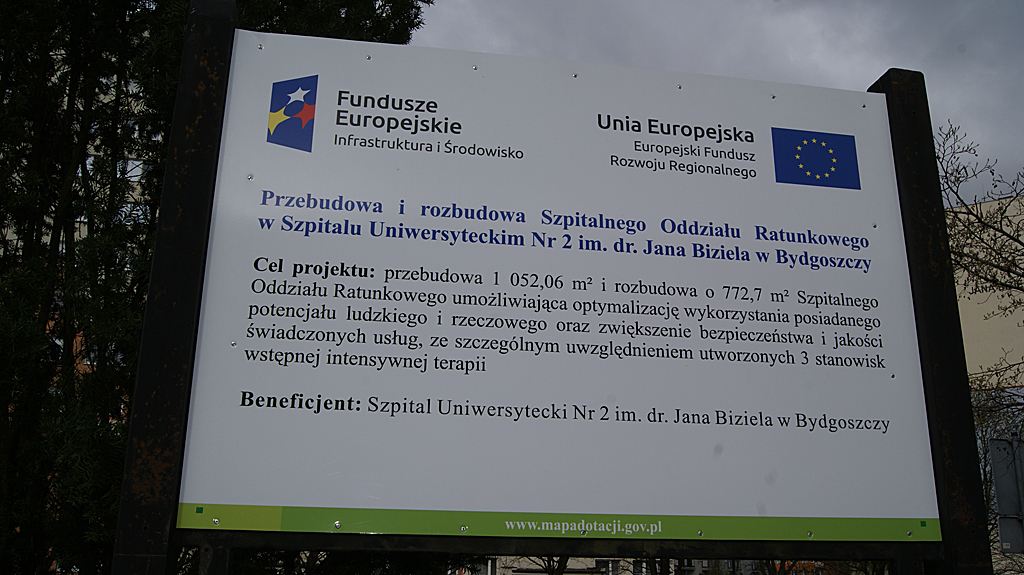 Fundusze
Europejskie
Infrastruktura i Środowisko
Unia Europejska
Europejski Fundusz
Rozwoju Regionalnego
Przebudowa i rozbudowa Szpitalnego Oddziału Ratunkowego
w Szpitalu Uniwersyteckim Nr 2 im. dr. Jana Biziela w Bydgoszczy
Cel projektu: przebudowa 1 052,06 m² i rozbudowa o 772,7 m² Szpitalnego
Oddziału Ratunkowego umożliwiająca optymalizację wykorzystania posiadanego
potencjału ludzkiego i rzeczowego oraz zwiększenie bezpieczeństwa i jakości
świadczonych usług, ze szczególnym uwzględnieniem utworzonych 3 stanowisk
wstępnej intensywnej terapii
Beneficjent: Szpital Uniwersytecki Nr 2 im. dr. Jana Biziela w Bydgoszczy
www.mapadotacji.gov.pl